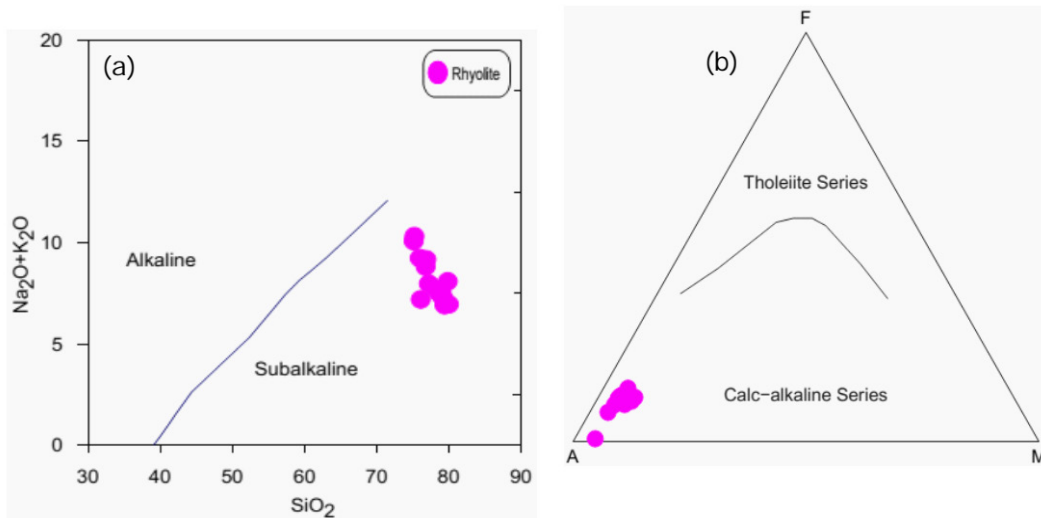 (a)
Rhyolite
20
15
10
5
0
Na₂O+K₂O
Alkaline
Subalkaline
30 40 50 60 70 80 90
SiO₂
F
(b)
Tholeiite Series
Calc-alkaline Series
A
M